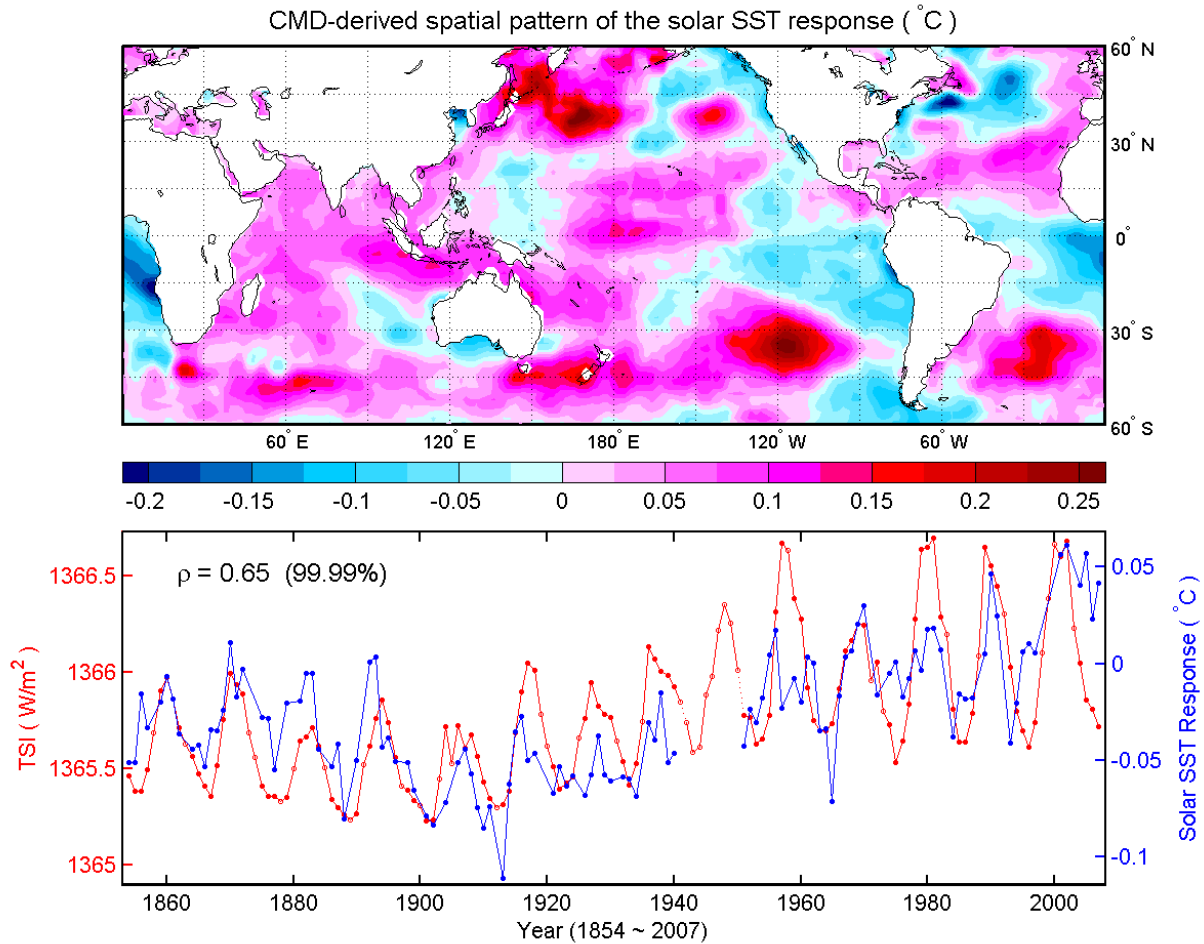 CMD-derived spatial pattern of the solar SST response ( °C )
60° N
30° N
0°
30° S
60° S
60° E 120° E 180° E 120° W 60° W
-0.2 -0.15 -0.1 -0.05 0 0.05 0.1 0.15 0.2 0.25
ρ = 0.65 (99.99%)
TSI ( W/m² )
1366.5
1366
1365.5
1365
0.05
0
-0.05
-0.1
Solar SST Response ( °C )
1860 1880 1900 1920 1940 1960 1980 2000
Year (1854 ~ 2007)